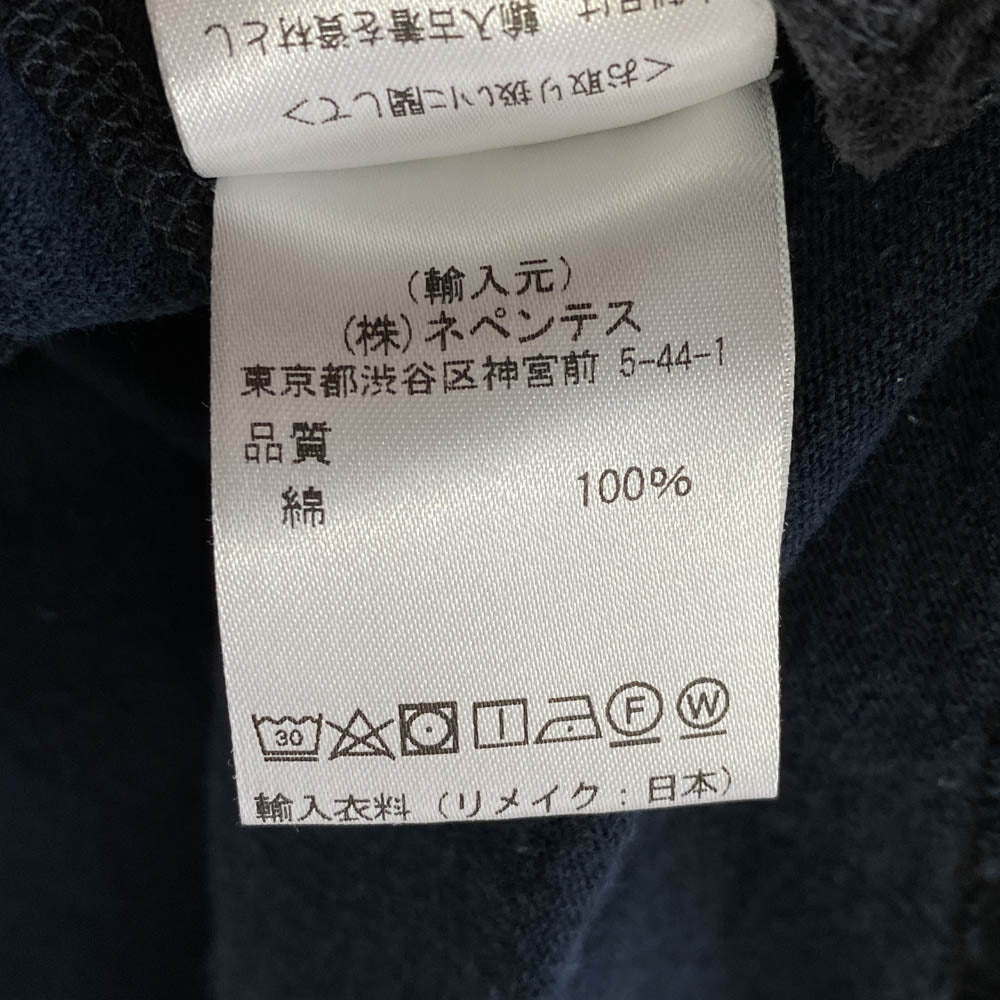 <お取り扱いに関して>
輸入古着を資材とし
(輸入元)
(株)ネペンテス
東京都渋谷区神宮前 5-44-1
品質
綿 100%
30 F W
輸入衣料 (リメイク:日本)